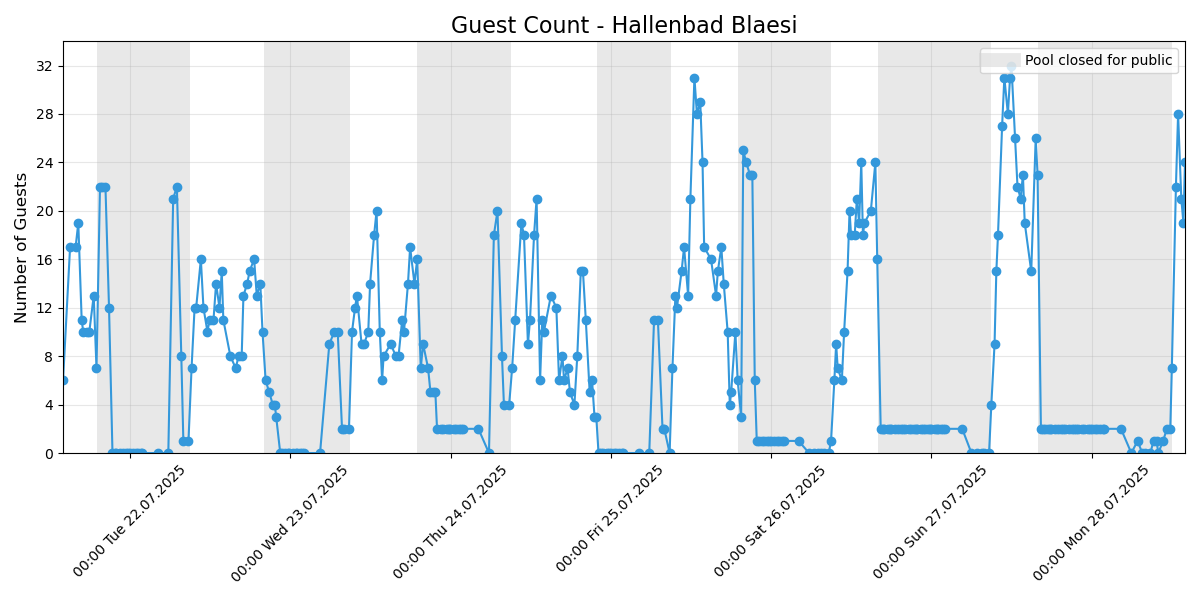 Guest Count - Hallenbad Blaesi
Pool closed for public
Number of Guests
32
28
24
20
16
12
8
4
0
00:00 Tue 22.07.2025
00:00 Wed 23.07.2025
00:00 Thu 24.07.2025
00:00 Fri 25.07.2025
00:00 Sat 26.07.2025
00:00 Sun 27.07.2025
00:00 Mon 28.07.2025